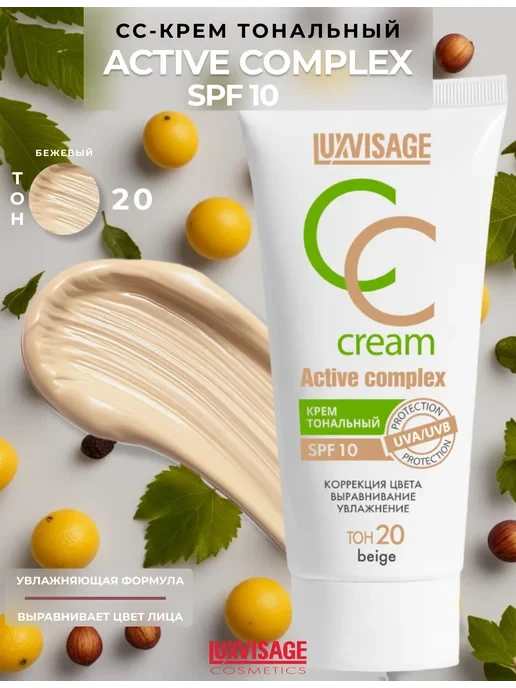 СС-КРЕМ ТОНАЛЬНЫЙ
ACTIVE COMPLEX
SPF 10
БЕЖЕВЫЙ
ТОН
20
LUXVISAGE
CC
cream
Active complex
КРЕМ
ТОНАЛЬНЫЙ
SPF 10
PROTECTION
UVA/UVB
PROTECTION
КОРРЕКЦИЯ ЦВЕТА
ВЫРАВНИВАНИЕ
УВЛАЖНЕНИЕ
ТОН 20
beige
УВЛАЖНЯЮЩАЯ ФОРМУЛА
ВЫРАВНИВАЕТ ЦВЕТ ЛИЦА
LUXVISAGE
COSMETICS